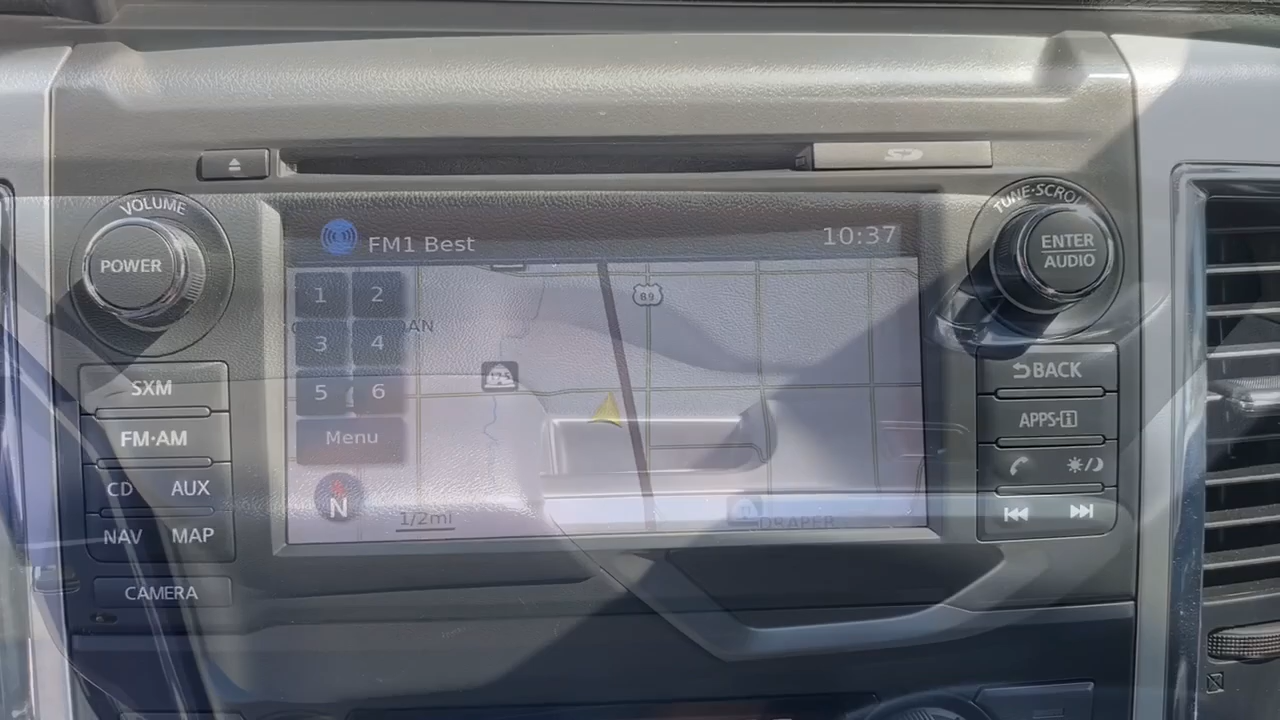 SD
VOLUME
POWER
TUNE·SCROLL
ENTER
AUDIO
FM1 Best
10:37
89
1 2
3 4
5 6
Menu
N
1/2mi
DRAPER
SXM
FM·AM
CD AUX
NAV MAP
CAMERA
BACK
APPS·i